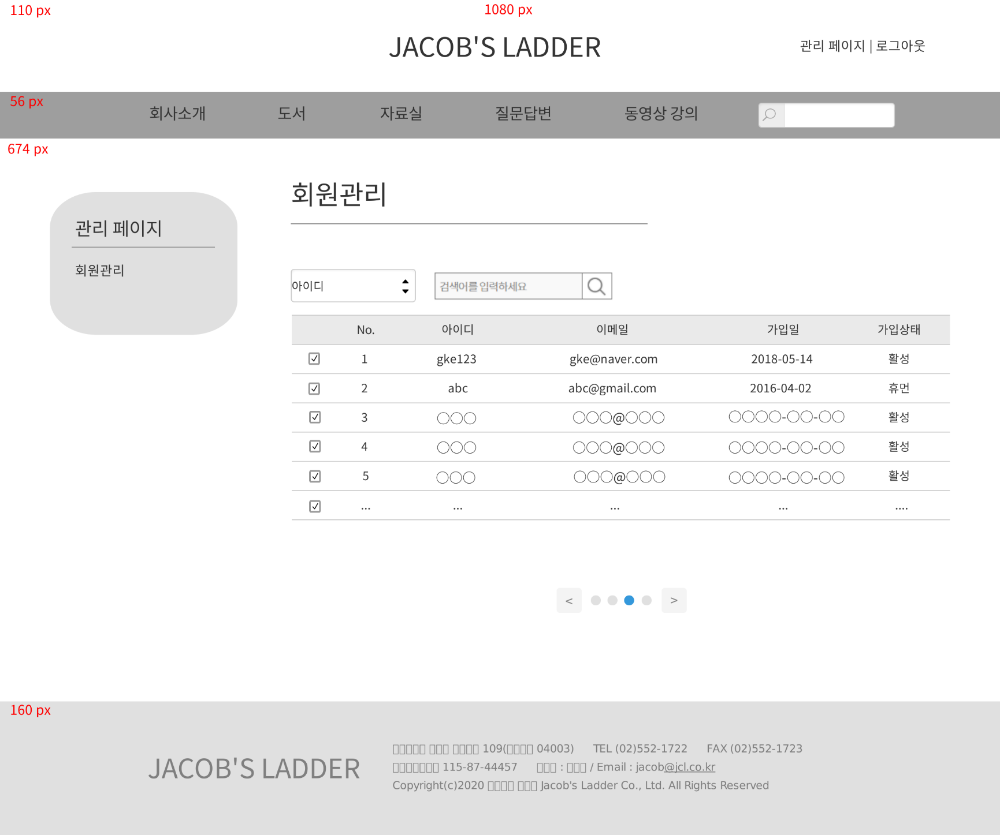 110 px
1080 px
JACOB'S LADDER
관리 페이지 | 로그아웃
56 px
회사소개 도서 자료실 질문답변 동영상 강의
674 px
회원관리
관리 페이지
회원관리
아이디
검색어를 입력하세요
No. 아이디 이메일 가입일 가입상태
1 gke123 gke@naver.com 2018-05-14 활성
2 abc abc@gmail.com 2016-04-02 휴먼
3 ○○○ ○○○@○○○ ○○○○-○○-○○ 활성
4 ○○○ ○○○@○○○ ○○○○-○○-○○ 활성
5 ○○○ ○○○@○○○ ○○○○-○○-○○ 활성
... ... ... ... ....
< >
160 px
JACOB'S LADDER
109( 04003) TEL (02)552-1722 FAX (02)552-1723
115-87-44457 : / Email : jacob@jcl.co.kr
Copyright(c)2020 Jacob's Ladder Co., Ltd. All Rights Reserved